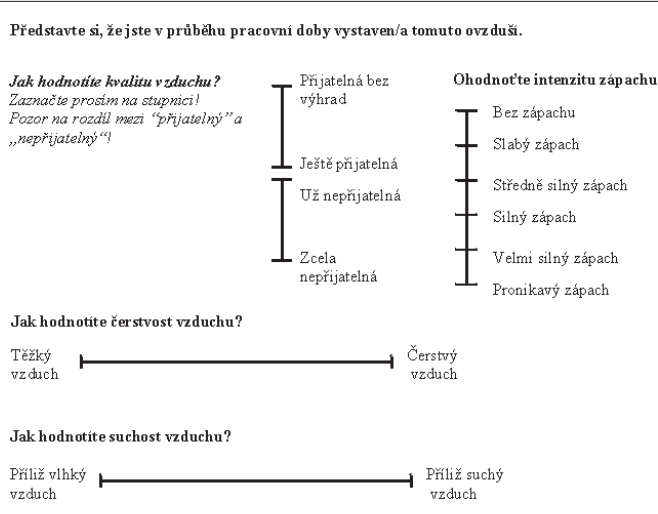 Představte si, že jste v průběhu pracovní doby vystaven/a tomuto ovzduší.
Jak hodnotíte kvalitu vzduchu?
Zaznačte prosím na stupnici!
Pozor na rozdíl mezi “přijatelný” a
„nepřijatelný“!
Přijatelná bez
výhrad
Ještě přijatelná
Už nepřijatelná
Zcela
nepřijatelná
Ohodnoťte intenzitu zápachu
Bez zápachu
Slabý zápach
Středně silný zápach
Silný zápach
Velmi silný zápach
Pronikavý zápach
Jak hodnotíte čerstvost vzduchu?
Těžký
vzduch
Čerstvý
vzduch
Jak hodnotíte suchost vzduchu?
Příliž vlhký
vzduch
Příliž suchý
vzduch